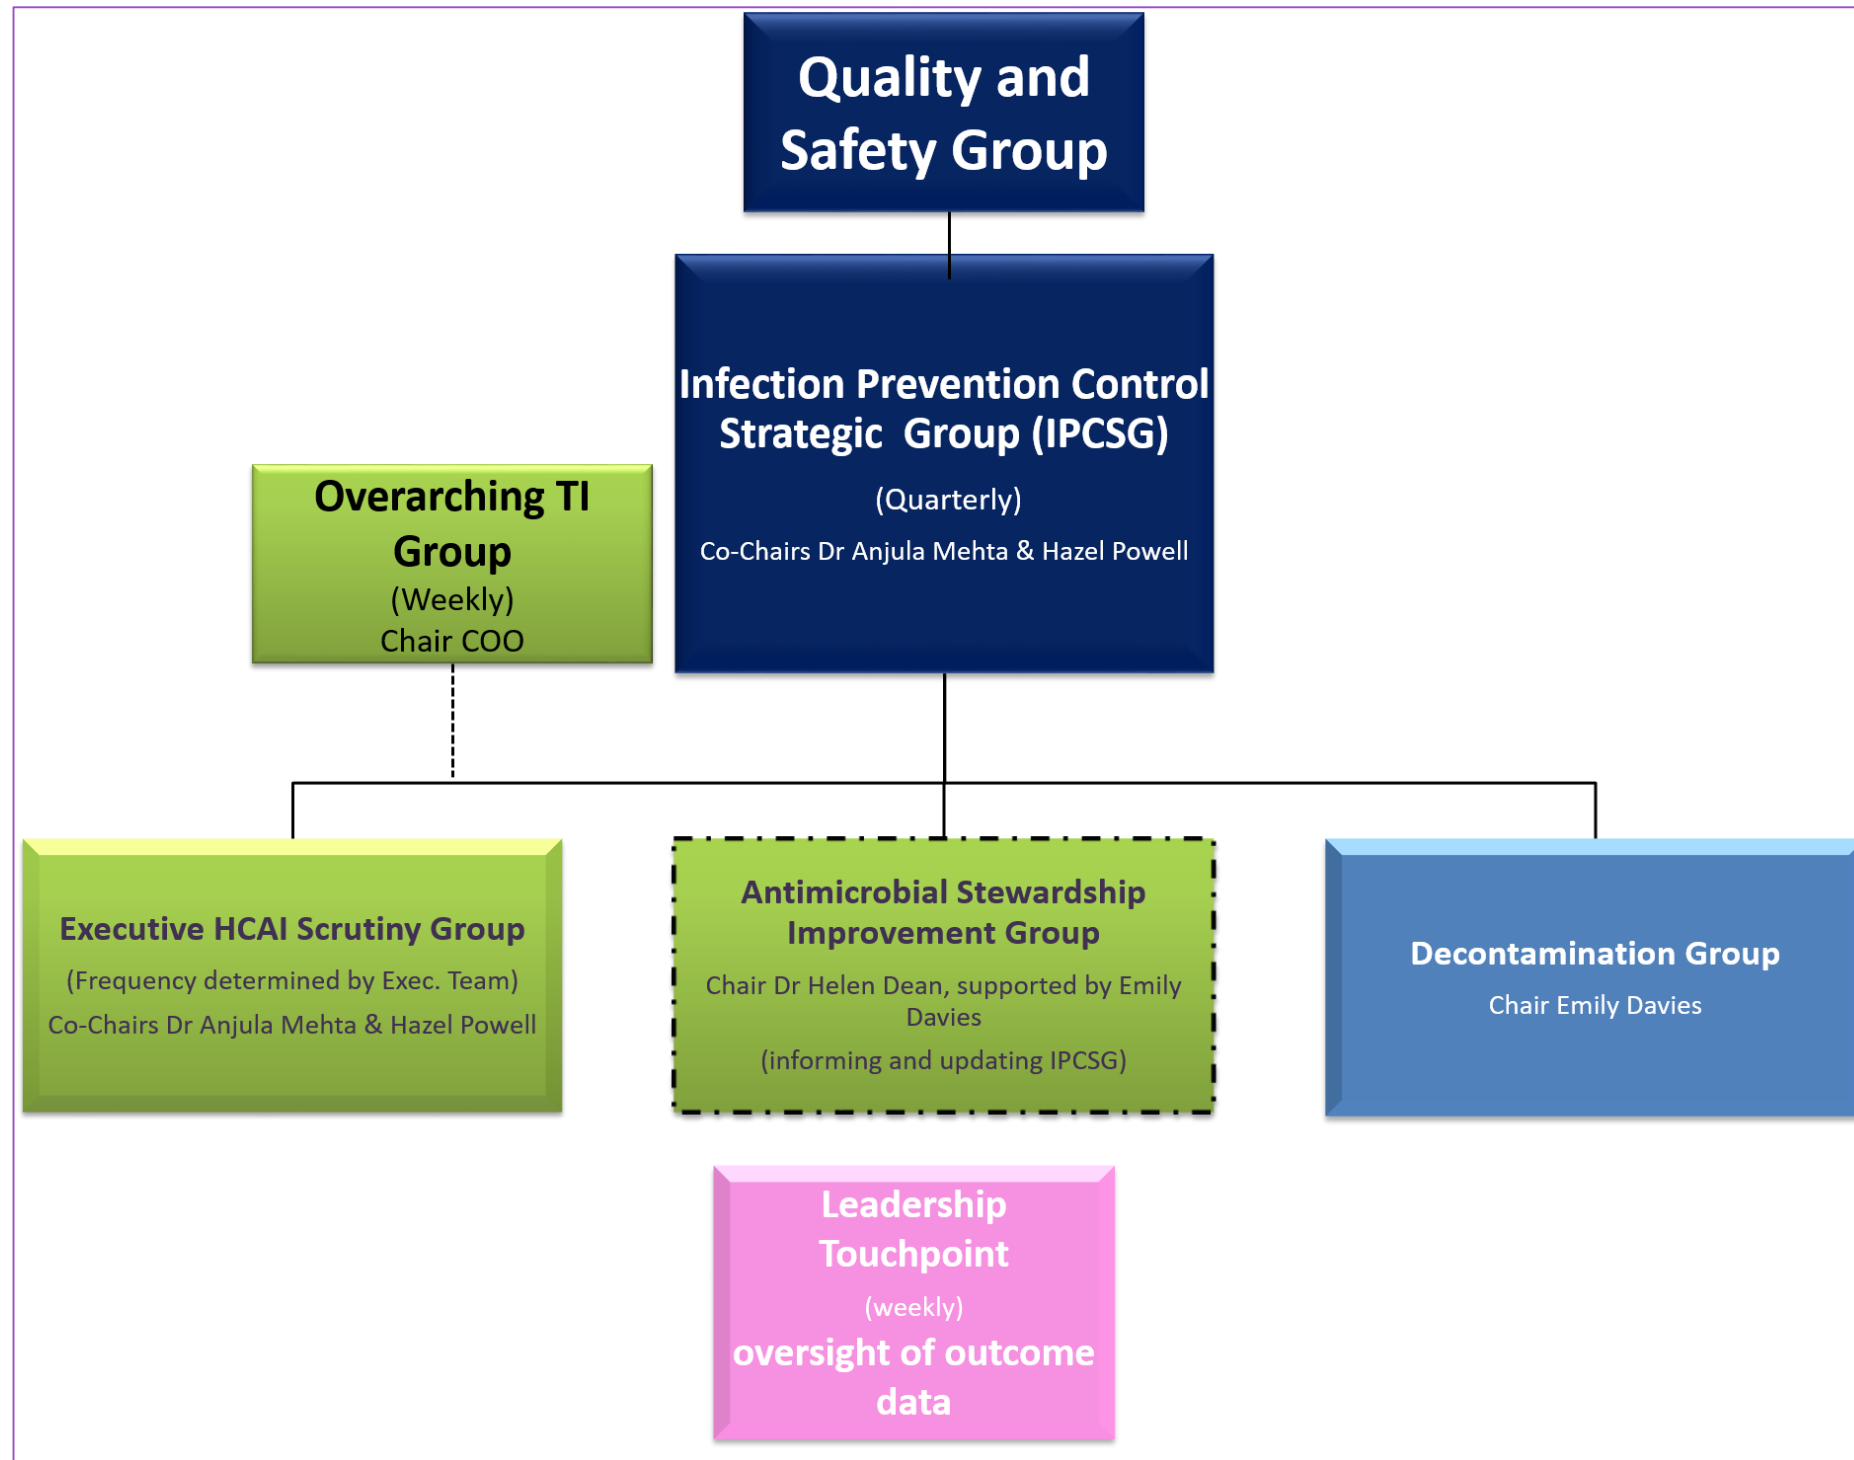 Quality and
Safety Group
Infection Prevention Control
Strategic Group (IPCSG)
(Quarterly)
Co-Chairs Dr Anjula Mehta & Hazel Powell
Overarching TI
Group
(Weekly)
Chair COO
Executive HCAI Scrutiny Group
(Frequency determined by Exec. Team)
Co-Chairs Dr Anjula Mehta & Hazel Powell
Antimicrobial Stewardship
Improvement Group
Chair Dr Helen Dean, supported by Emily
Davies
(informing and updating IPCSG)
Decontamination Group
Chair Emily Davies
Leadership
Touchpoint
(weekly)
oversight of outcome
data